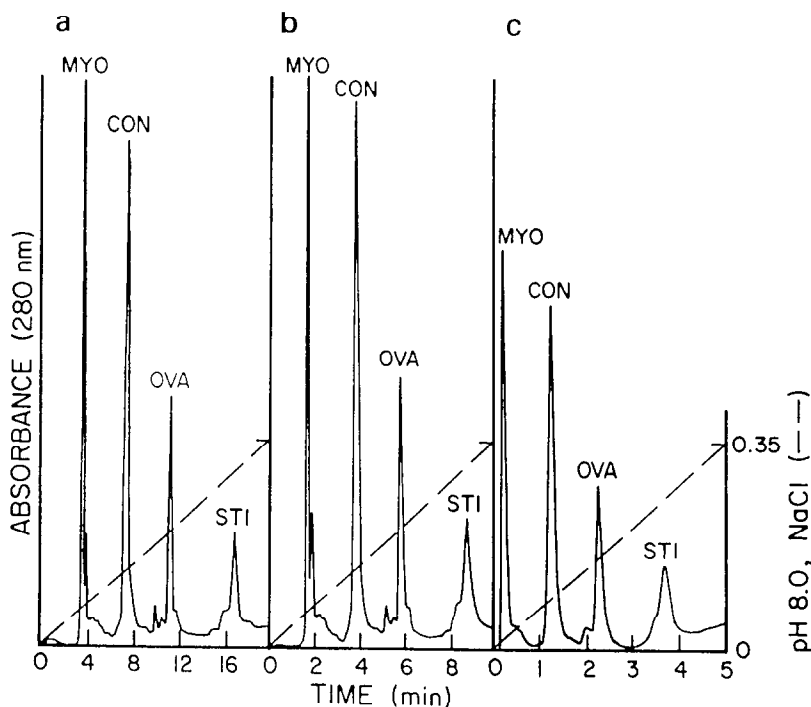 a
b
c
MYO
CON
OVA
STI
MYO
CON
OVA
STI
MYO
CON
OVA
STI
ABSORBANCE (280 nm)
0 4 8 12 16
0 2 4 6 8
0 1 2 3 4 5
TIME (min)
0.35
0
pH 8.0, NaCl (— —)